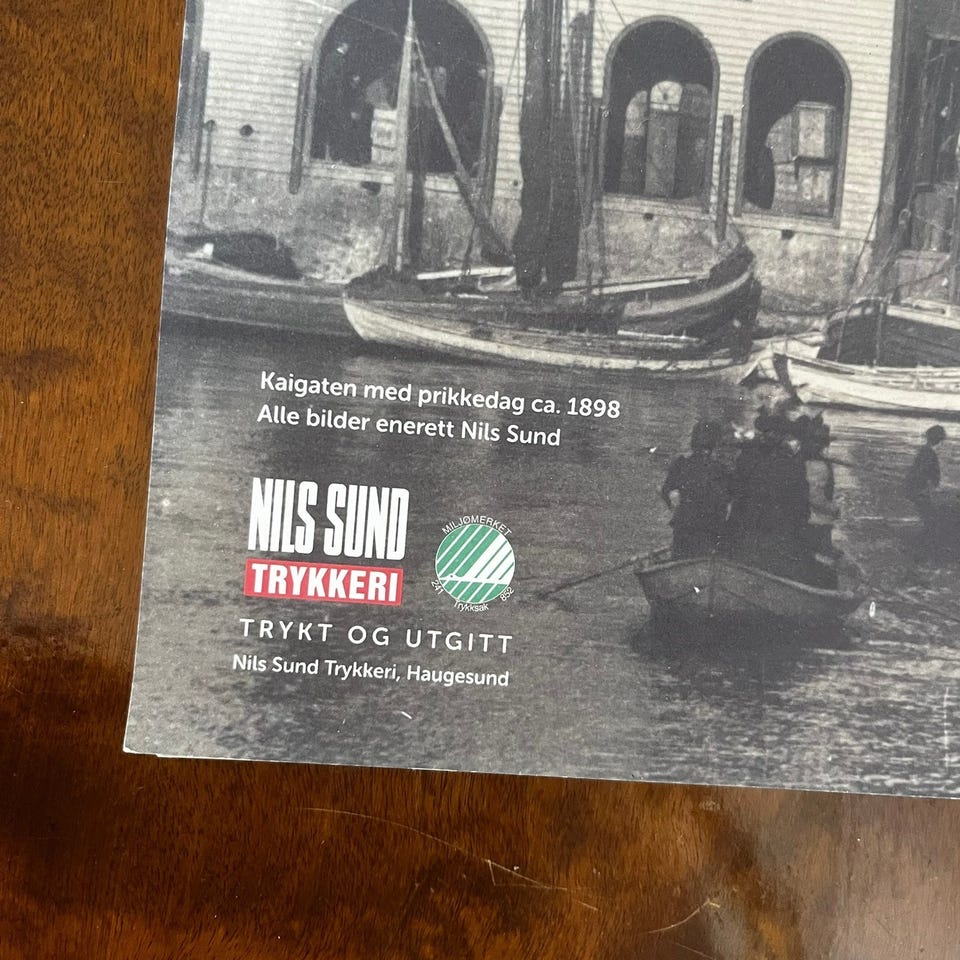 Kaigaten med prikkedag ca. 1898
Alle bilder enerett Nils Sund
NILS SUND
TRYKKERI
MILJØMERKET
241 852
Trykksak
TRYKT OG UTGITT
Nils Sund Trykkeri, Haugesund